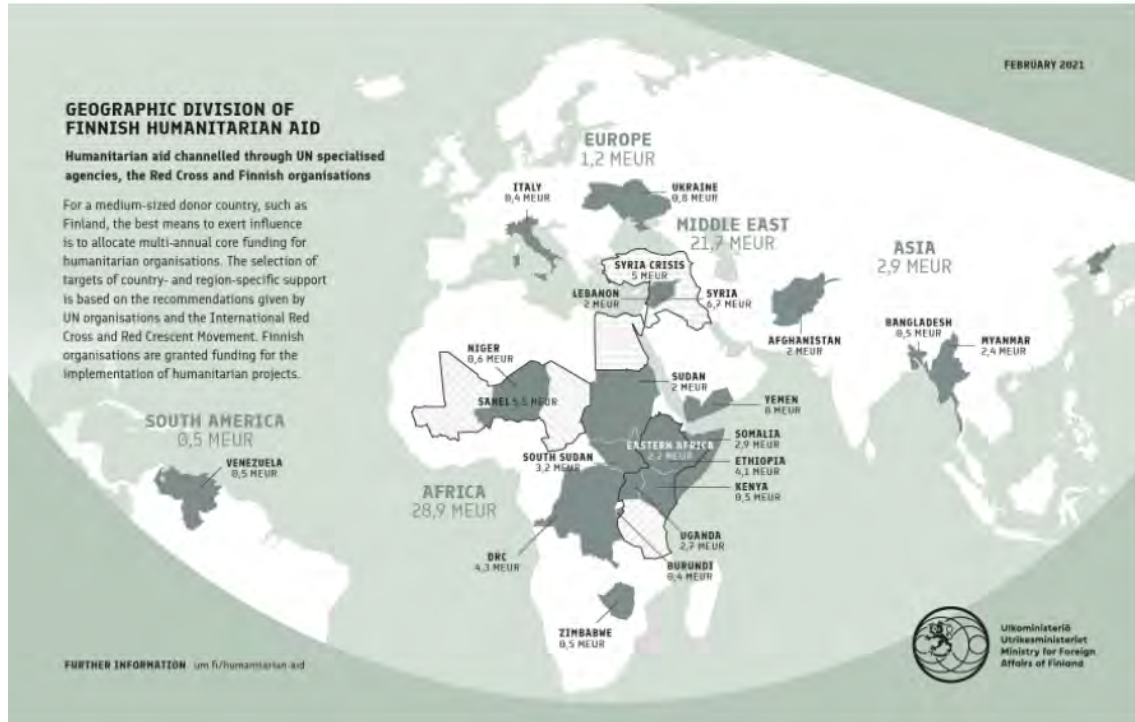 FEBRUARY 2021
GEOGRAPHIC DIVISION OF
FINNISH HUMANITARIAN AID
Humanitarian aid channelled through UN specialised
agencies, the Red Cross and Finnish organisations
For a medium-sized donor country, such as
Finland, the best means to exert influence
is to allocate multi-annual core funding for
humanitarian organisations. The selection of
targets of country- and region-specific support
is based on the recommendations given by
UN organisations and the International Red
Cross and Red Crescent Movement. Finnish
organisations are granted funding for the
implementation of humanitarian projects.
EUROPE
1,2 MEUR
ITALY
0,4 MEUR
UKRAINE
0,8 MEUR
MIDDLE EAST
21,7 MEUR
SYRIA CRISIS
5 MEUR
LEBANON
2 MEUR
SYRIA
6,7 MEUR
YEMEN
8 MEUR
ASIA
2,9 MEUR
AFGHANISTAN
2 MEUR
BANGLADESH
0,5 MEUR
MYANMAR
2,4 MEUR
SOUTH AMERICA
0,5 MEUR
VENEZUELA
0,5 MEUR
AFRICA
28,9 MEUR
NIGER
0,6 MEUR
SAHEL 5,5 MEUR
SUDAN
2 MEUR
SOUTH SUDAN
3,2 MEUR
EASTERN AFRICA
2,2 MEUR
SOMALIA
2,9 MEUR
ETHIOPIA
4,1 MEUR
KENYA
0,5 MEUR
UGANDA
2,7 MEUR
BURUNDI
0,4 MEUR
DRC
4,3 MEUR
ZIMBABWE
0,5 MEUR
FURTHER INFORMATION um.fi/humanitarian-aid
Ulkoministeriö
Utrikesministeriet
Ministry for Foreign
Affairs of Finland